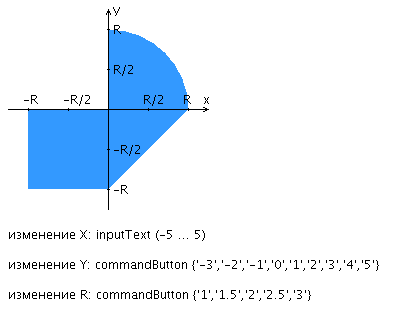 y
R
R/2
-R -R/2 R/2 R x
-R/2
-R
изменение X: inputText (-5 ... 5)
изменение Y: commandButton {'-3','-2','-1','0','1','2','3','4','5'}
изменение R: commandButton {'1','1.5','2','2.5','3'}